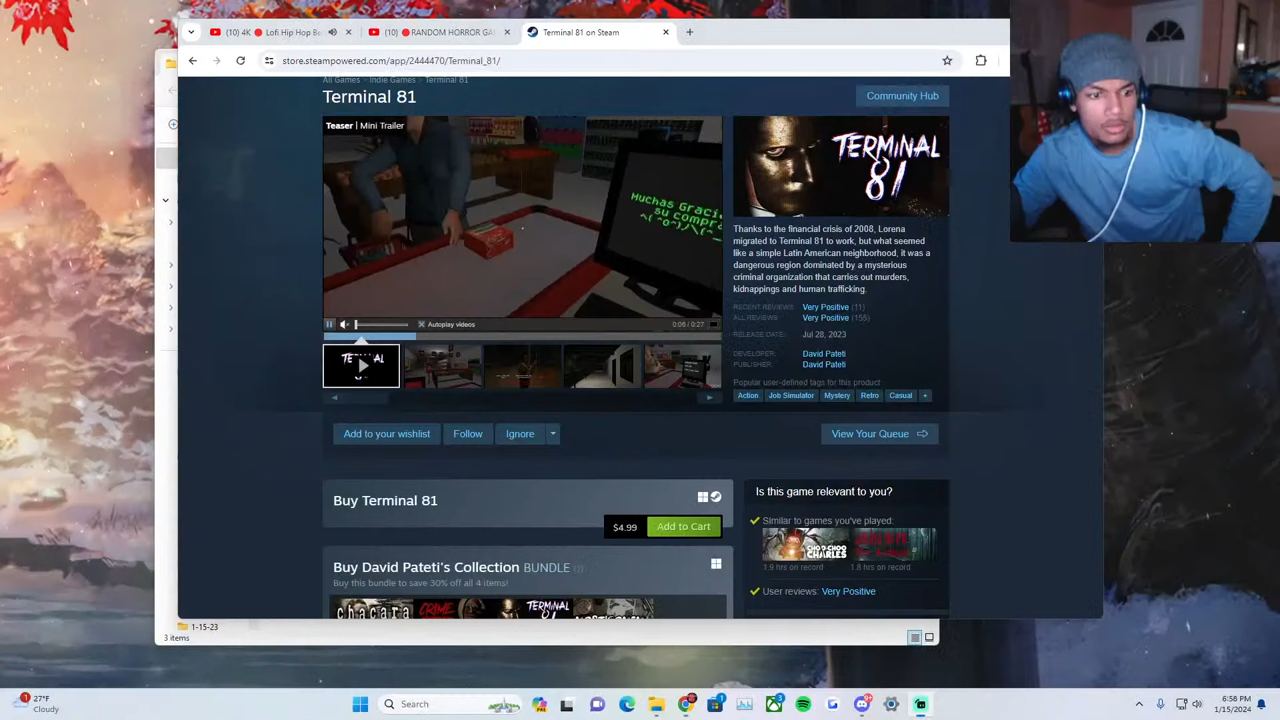 (10) 4K 🔴 Lofi Hip Hop Be
(10) 🔴RANDOM HORROR GA
Terminal 81 on Steam
store.steampowered.com/app/2444470/Terminal_81/
All Games > Indie Games > Terminal 81
Terminal 81
Community Hub
Teaser | Mini Trailer
Muchas Graci
su compr
TERMINAL
81
Thanks to the financial crisis of 2008, Lorena
migrated to Terminal 81 to work, but what seemed
like a simple Latin American neighborhood, it was a
dangerous region dominated by a mysterious
criminal organization that carries out murders,
kidnappings and human trafficking.
RECENT REVIEWS: Very Positive (11)
ALL REVIEWS: Very Positive (155)
RELEASE DATE: Jul 28, 2023
DEVELOPER: David Pateti
PUBLISHER: David Pateti
Popular user-defined tags for this product
Action Job Simulator Mystery Retro Casual +
Autoplay videos
0:06 / 0:27
Add to your wishlist
Follow
Ignore
View Your Queue
Buy Terminal 81
$4.99
Add to Cart
Is this game relevant to you?
Similar to games you've played:
CHOO-CHOO
CHARLES
1.9 hrs on record
1.8 hrs on record
User reviews: Very Positive
Buy David Pateti's Collection BUNDLE (?)
Buy this bundle to save 30% off all 4 items!
chacara
CRIME
TERMINAL
81
1-15-23
3 items
1
27°F
Cloudy
Search
6:58 PM
1/15/2024